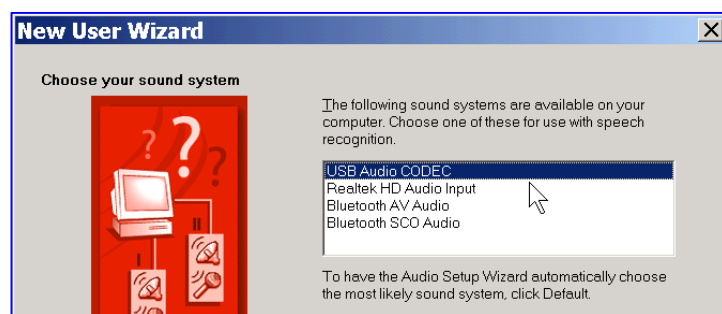 New User Wizard
Choose your sound system
The following sound systems are available on your
computer. Choose one of these for use with speech
recognition.
USB Audio CODEC
Realtek HD Audio Input
Bluetooth AV Audio
Bluetooth SCO Audio
To have the Audio Setup Wizard automatically choose
the most likely sound system, click Default.
? ? ?
I II